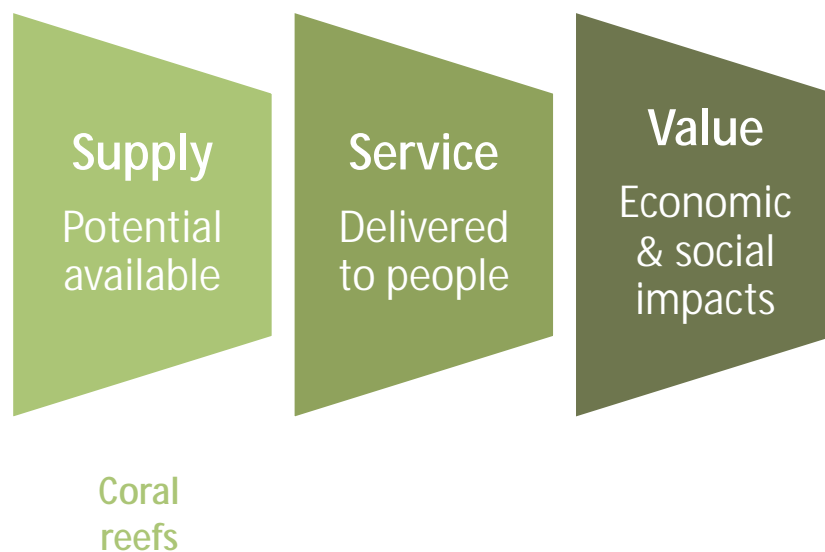 Supply
Potential
available
Service
Delivered
to people
Value
Economic
& social
impacts
Coral
reefs